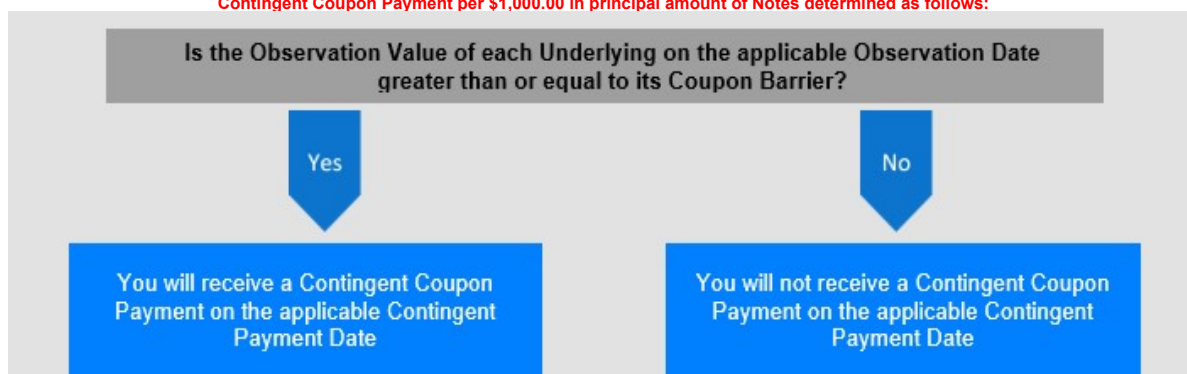 Contingent Coupon Payment per $1,000.00 in principal amount of Notes determined as follows:
Is the Observation Value of each Underlying on the applicable Observation Date
greater than or equal to its Coupon Barrier?
Yes
No
You will receive a Contingent Coupon
Payment on the applicable Contingent
Payment Date
You will not receive a Contingent Coupon
Payment on the applicable Contingent
Payment Date